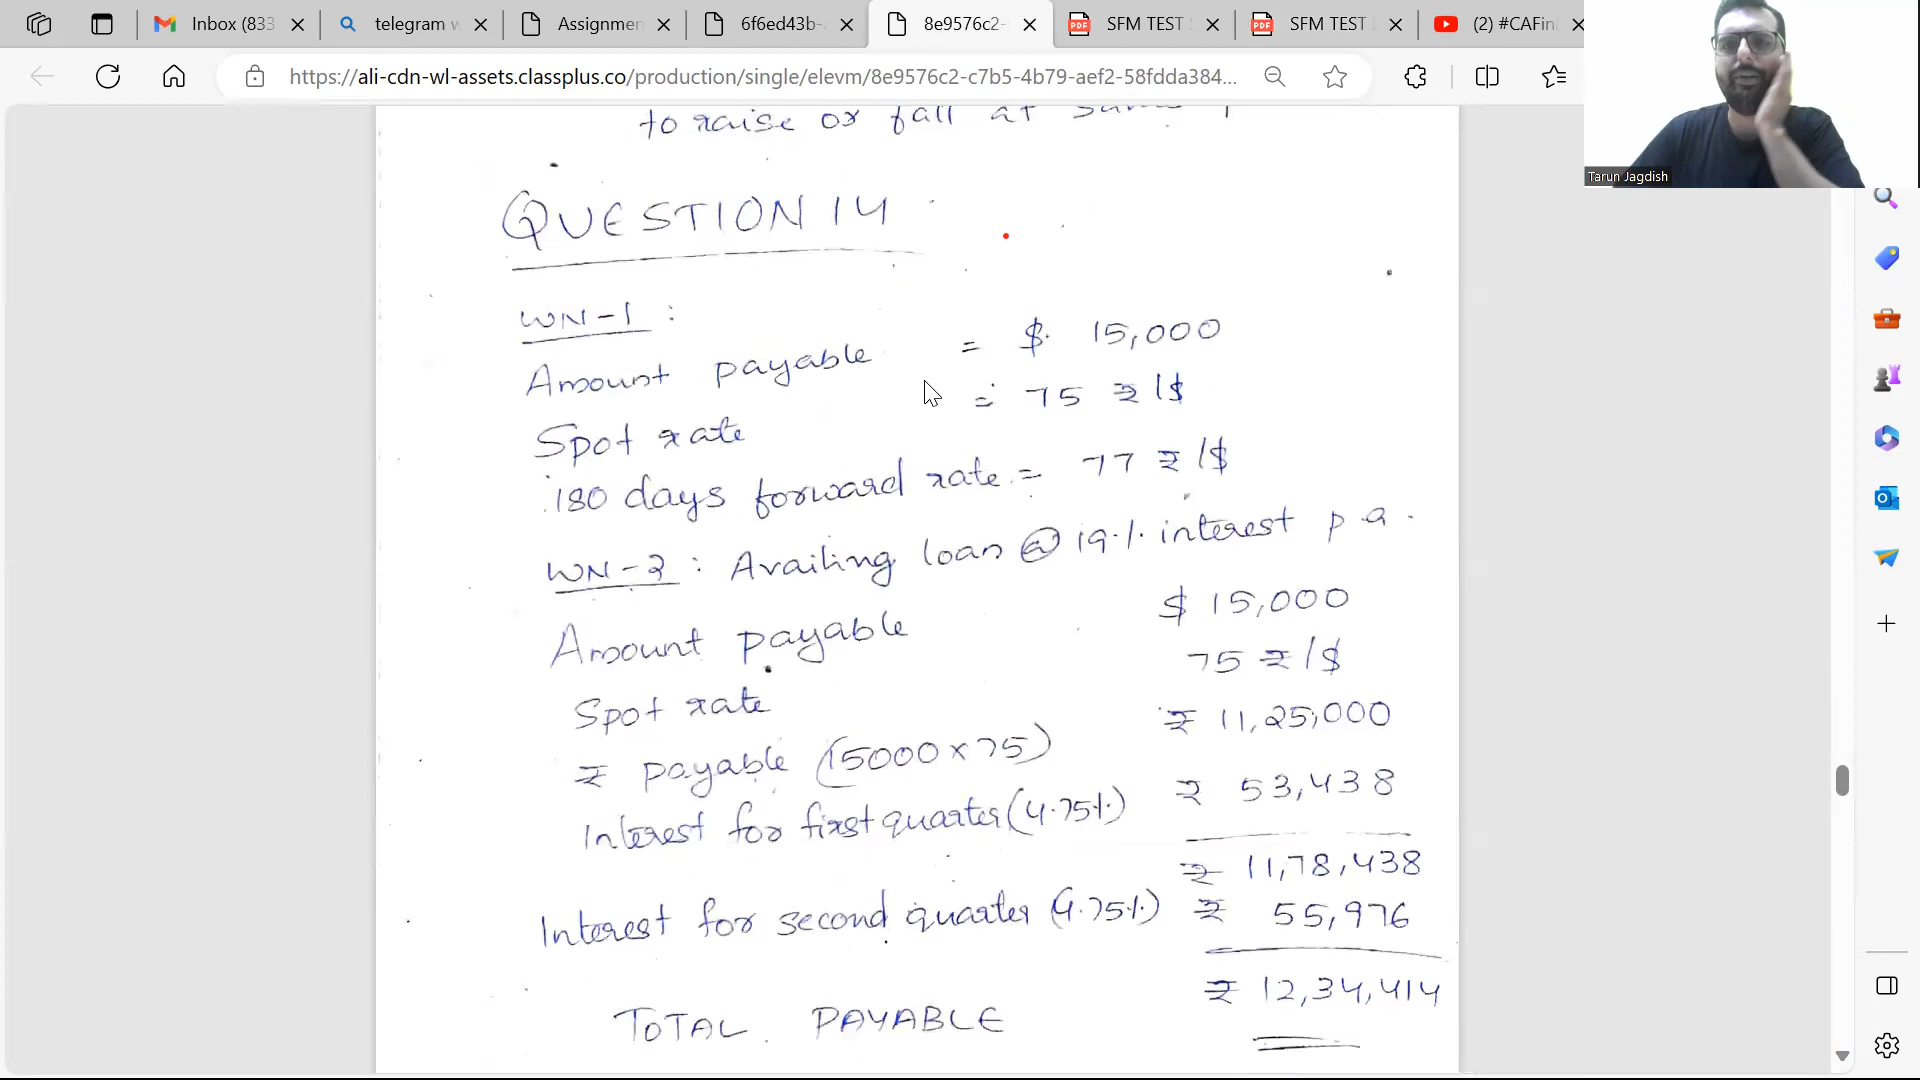 Inbox (833
telegram w
Assignmen
6f6ed43b-
8e9576c2-
SFM TEST S
SFM TEST
(2) #CAFin
https://ali-cdn-wl-assets.classplus.co/production/single/elevm/8e9576c2-c7b5-4b79-aef2-58fdda384...
Tarun Jagdish
to raise or fall at
QUESTION 14
WN-1 :
Amount payable = $ 15,000
Spot rate = 75 ₹/$
180 days forward rate = 77 ₹/$
WN-2 : Availing loan @ 19% interest p.a.
Amount payable $ 15,000
Spot rate 75 ₹/$
₹ payable (15000×75) ₹ 11,25,000
Interest for first quarter (4.75%) ₹ 53,438
₹ 11,78,438
Interest for second quarter (4.75%) ₹ 55,976
TOTAL PAYABLE ₹ 12,34,414